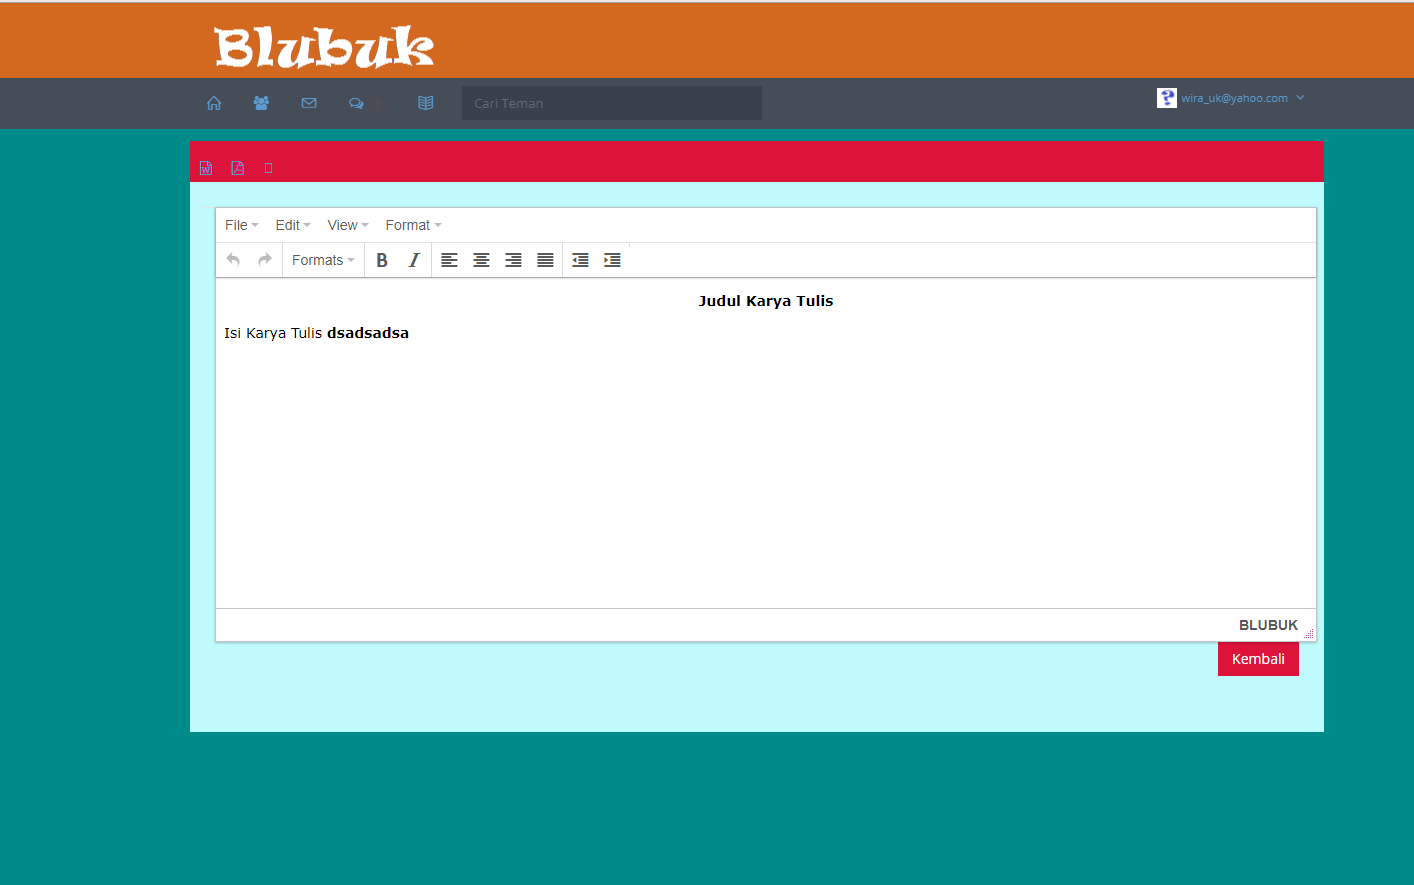 Blubuk
Cari Teman
wira_uk@yahoo.com
File Edit View Format
Formats B I
Judul Karya Tulis
Isi Karya Tulis dsadsadsa
BLUBUK
Kembali